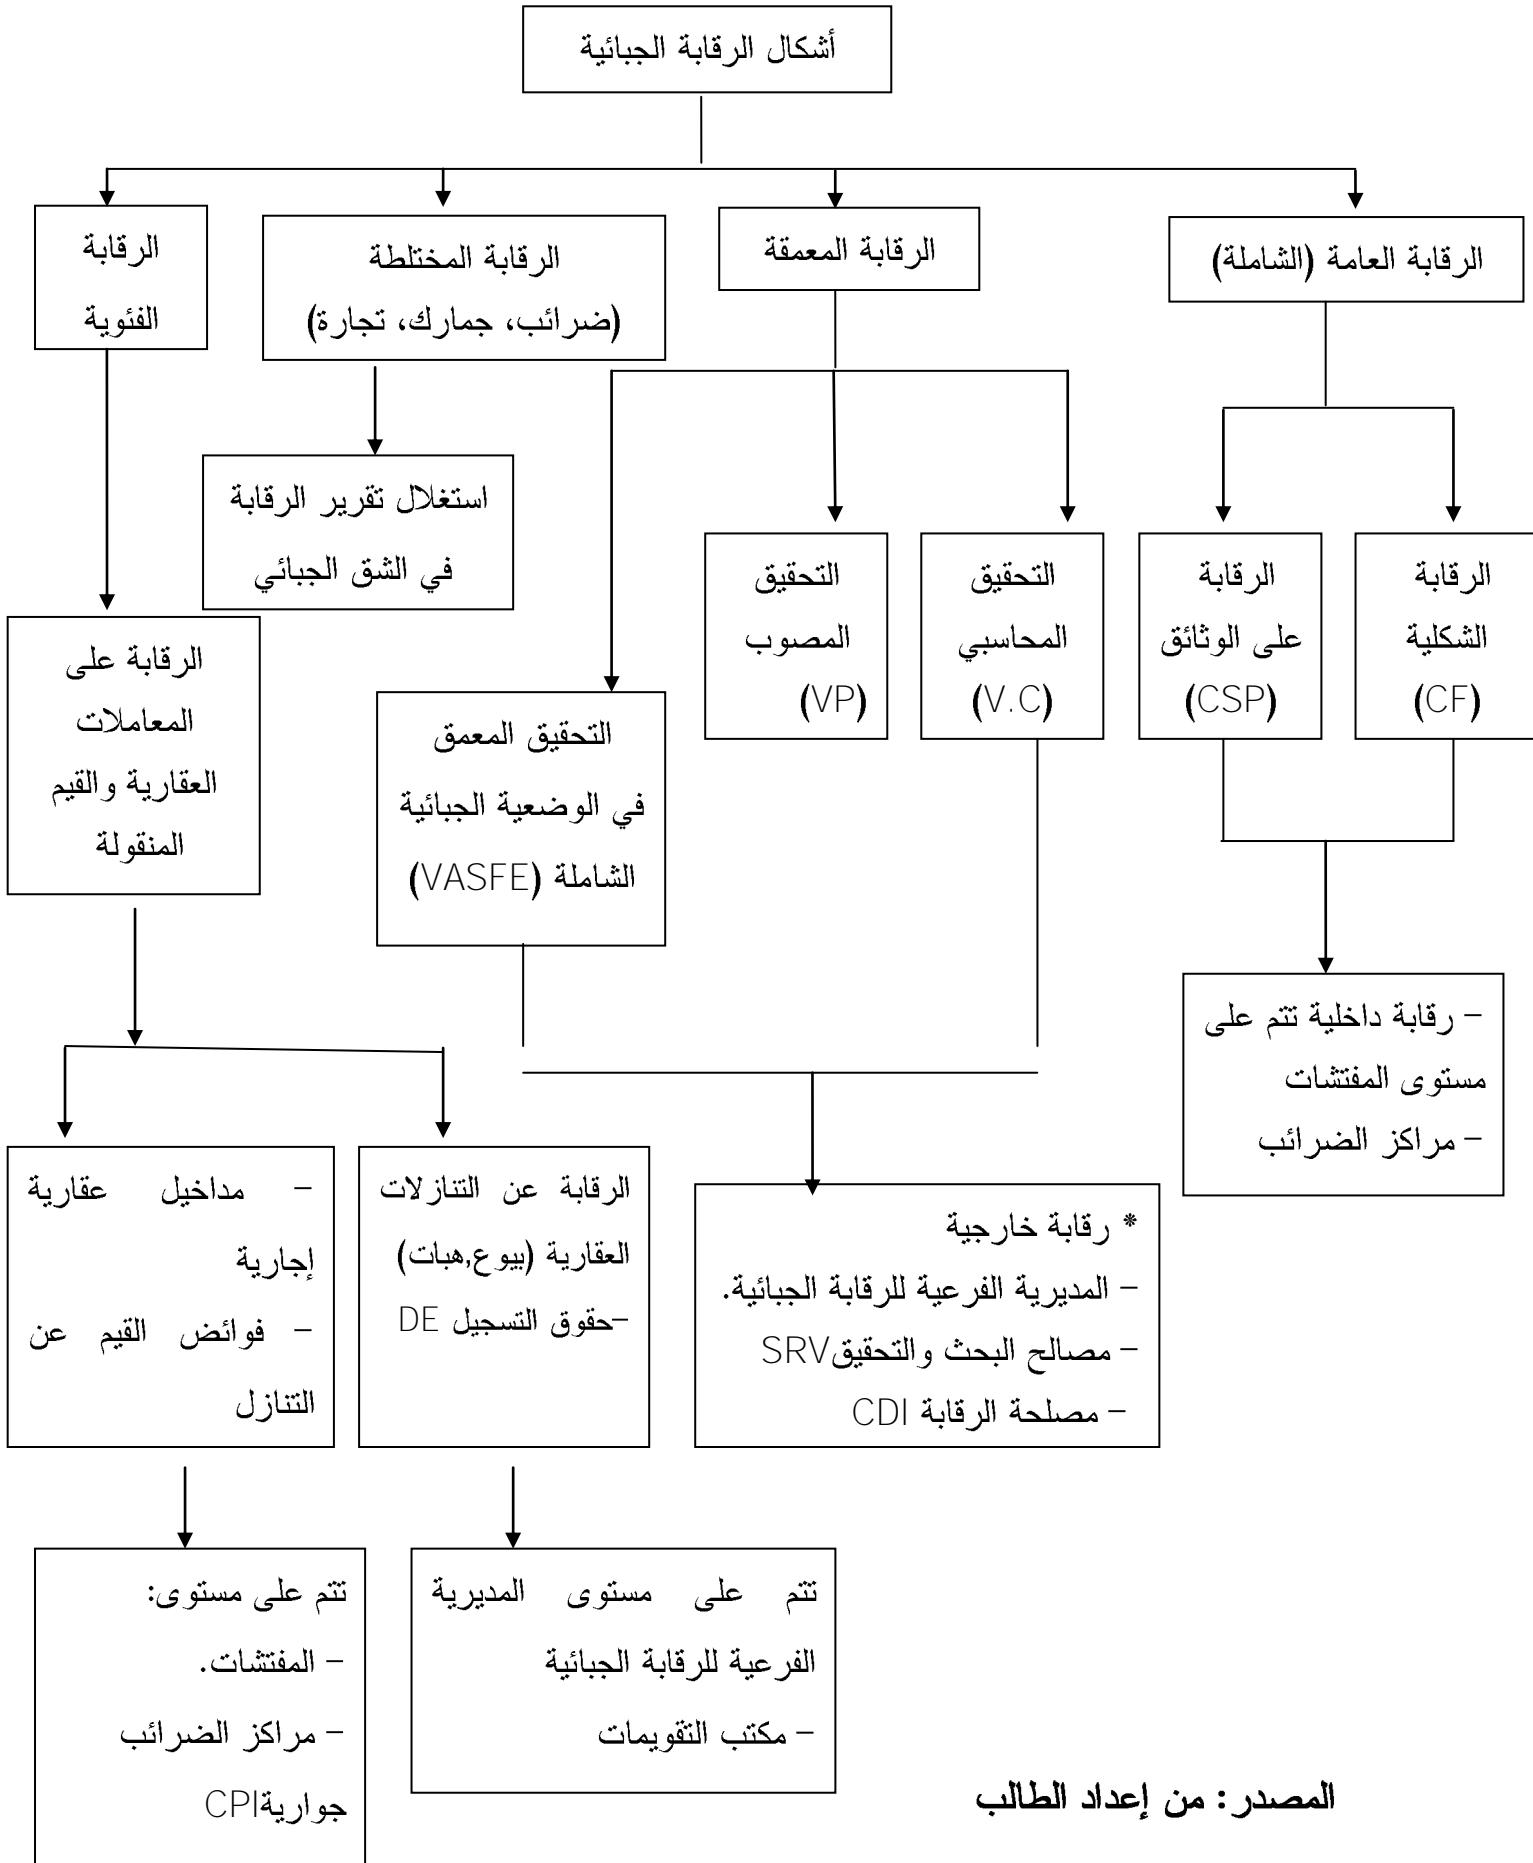 أشكال الرقابة الجبائية
الرقابة العامة (الشاملة)
الرقابة المعمقة
الرقابة المختلطة
(ضرائب، جمارك، تجارة)
الرقابة
الفئوية
الرقابة
الشكلية
(CF)
الرقابة
على الوثائق
(CSP)
التحقيق
المحاسبي
(V.C)
التحقيق
المصوب
(VP)
التحقيق المعمق
في الوضعية الجبائية
الشاملة (VASFE)
استغلال تقرير الرقابة
في الشق الجبائي
الرقابة على
المعاملات
العقارية والقيم
المنقولة
– رقابة داخلية تتم على
مستوى المفتشات
– مراكز الضرائب
* رقابة خارجية
– المديرية الفرعية للرقابة الجبائية.
– مصالح البحث والتحقيقSRV
– مصلحة الرقابة CDI
الرقابة عن التنازلات
العقارية (بيوع,هبات)
–حقوق التسجيل DE
– مداخيل عقارية
إجارية
– فوائض القيم عن
التنازل
تتم على مستوى المديرية
الفرعية للرقابة الجبائية
– مكتب التقويمات
تتم على مستوى:
– المفتشات.
– مراكز الضرائب
جواريةCPI
المصدر: من إعداد الطالب